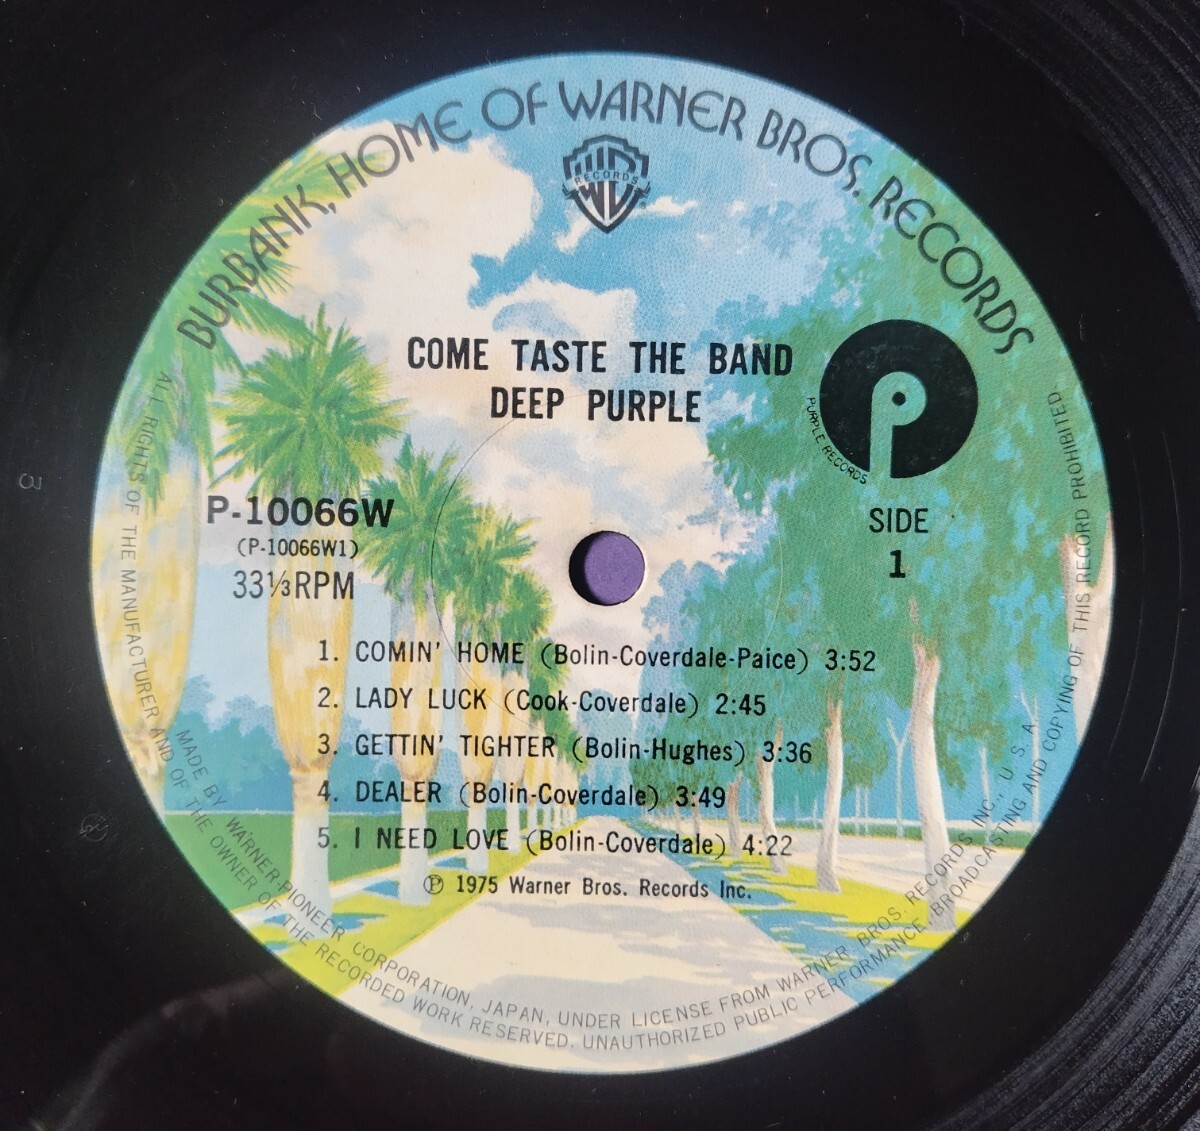 BURBANK, HOME OF WARNER BROS. RECORDS
RECORDS
COME TASTE THE BAND
DEEP PURPLE
PURPLE RECORDS
P-10066W
(P-10066W1)
33⅓RPM
SIDE
1
1. COMIN' HOME (Bolin-Coverdale-Paice) 3:52
2. LADY LUCK (Cook-Coverdale) 2:45
3. GETTIN' TIGHTER (Bolin-Hughes) 3:36
4. DEALER (Bolin-Coverdale) 3:49
5. I NEED LOVE (Bolin-Coverdale) 4:22
Ⓟ 1975 Warner Bros. Records Inc.
MADE BY WARNER-PIONEER CORPORATION, JAPAN, UNDER LICENSE FROM WARNER BROS. RECORDS INC., U. S. A
ALL RIGHTS OF THE MANUFACTURER AND OF THE OWNER OF THE RECORDED WORK RESERVED. UNAUTHORIZED PUBLIC PERFORMANCE, BROADCASTING AND COPYING OF THIS RECORD PROHIBITED.